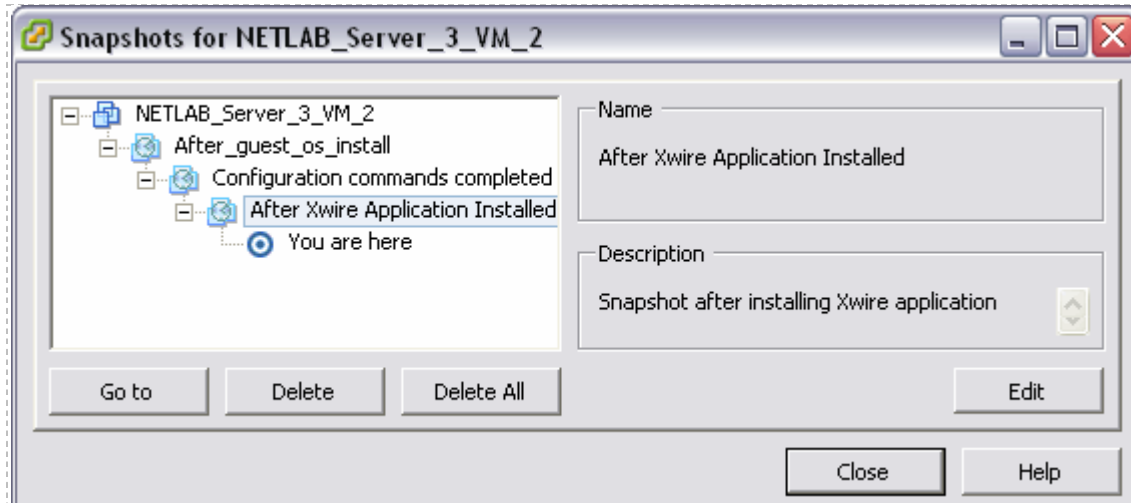 Snapshots for NETLAB_Server_3_VM_2
NETLAB_Server_3_VM_2
After_guest_os_install
Configuration commands completed
After Xwire Application Installed
You are here
Name
After Xwire Application Installed
Description
Snapshot after installing Xwire application
Go to
Delete
Delete All
Edit
Close
Help